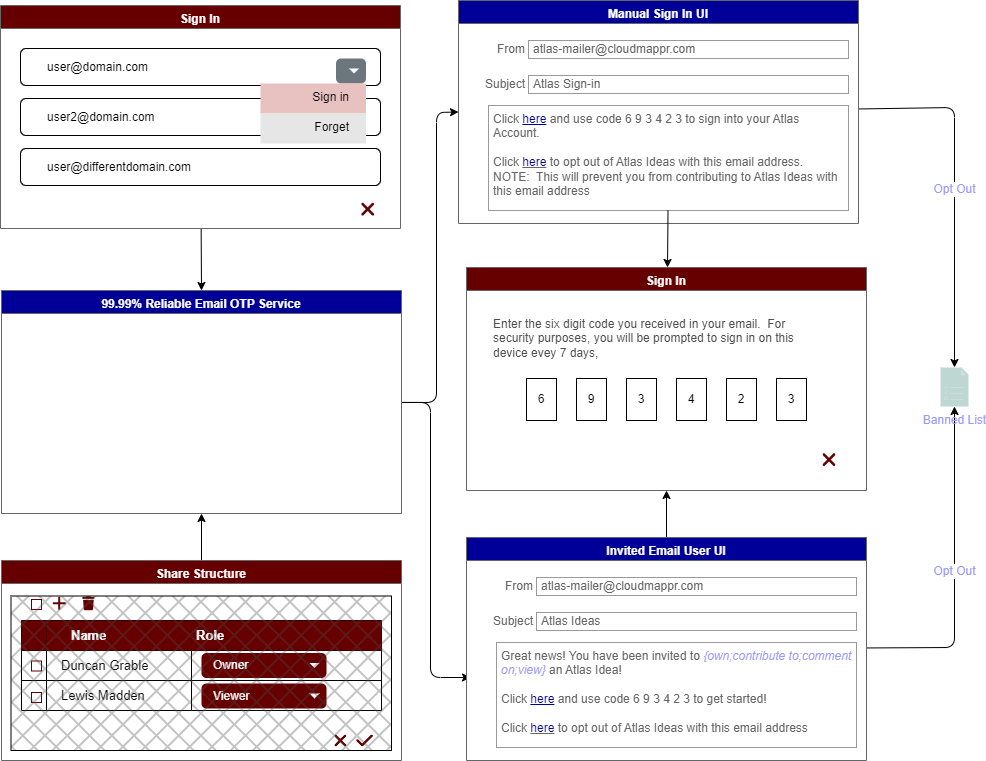 Sign In
user@domain.com
Sign in
user2@domain.com
Forget
user@differentdomain.com
Manual Sign In UI
From atlas-mailer@cloudmappr.com
Subject Atlas Sign-in
Click here and use code 6 9 3 4 2 3 to sign into your Atlas
Account.
Click here to opt out of Atlas Ideas with this email address.
NOTE:  This will prevent you from contributing to Atlas Ideas with
this email address
Opt Out
99.99% Reliable Email OTP Service
Sign In
Enter the six digit code you received in your email.  For
security purposes, you will be prompted to sign in on this
device evey 7 days,
6 9 3 4 2 3
Banned List
Share Structure
Name Role
Duncan Grable Owner
Lewis Madden Viewer
Invited Email User UI
From atlas-mailer@cloudmappr.com
Subject Atlas Ideas
Great news! You have been invited to {own;contribute to;comment
on;view} an Atlas Idea!
Click here and use code 6 9 3 4 2 3 to get started!
Click here to opt out of Atlas Ideas with this email address
Opt Out